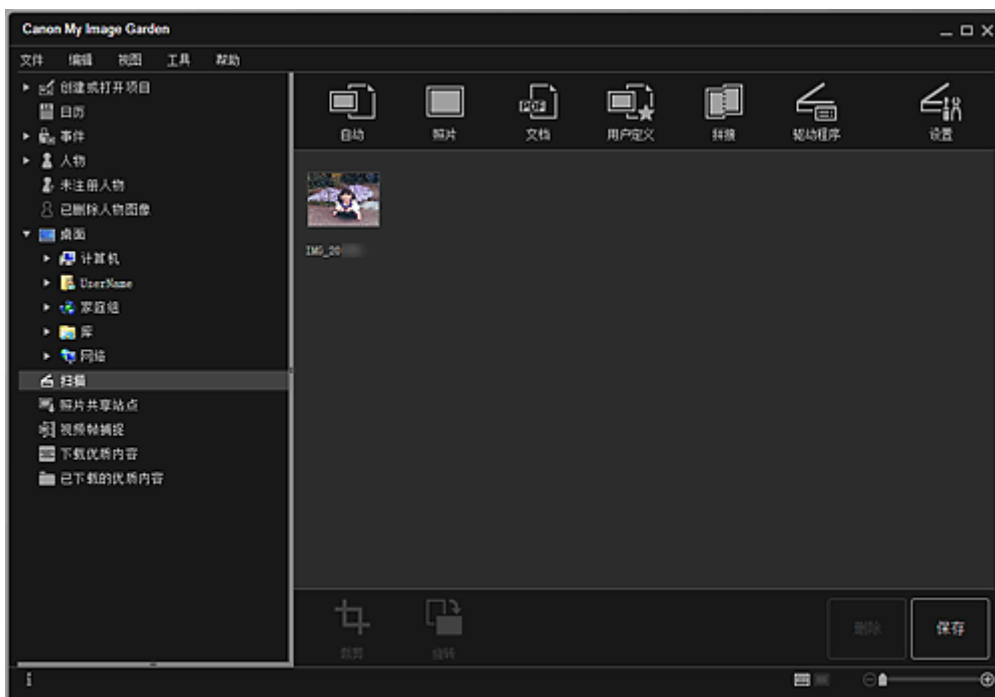 Canon My Image Garden
文件 编辑 视图 工具 帮助
创建或打开项目
日历
事件
人物
未注册人物
已删除人物图像
桌面
计算机
UserName
家庭组
库
网络
扫描
照片共享站点
视频帧捕捉
下载优质内容
已下载的优质内容
自动 照片 文档 用户定义 拼接 驱动程序 设置
PDF
IMG_20
裁剪 旋转
删除 保存